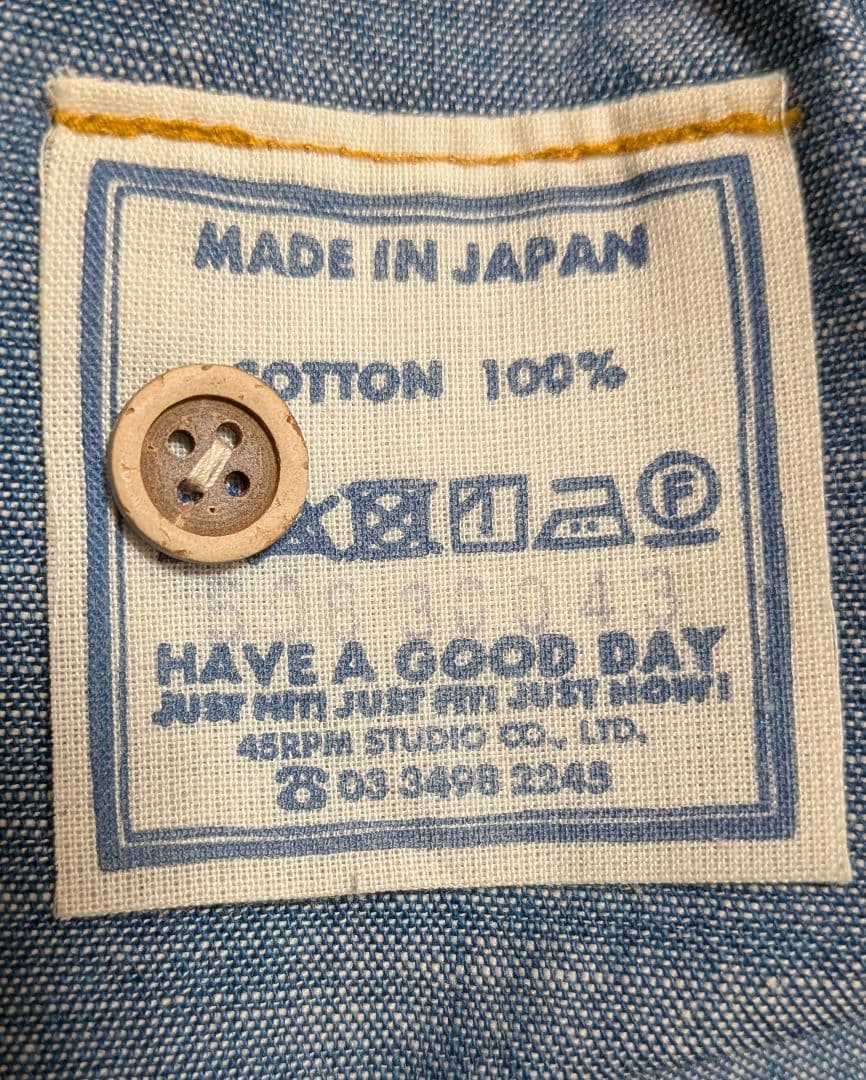 MADE IN JAPAN
COTTON 100%
F
HAVE A GOOD DAY
JUST HIT! JUST FIT! JUST NOW!
45RPM STUDIO CO., LTD.
☎ 03 3498 2248